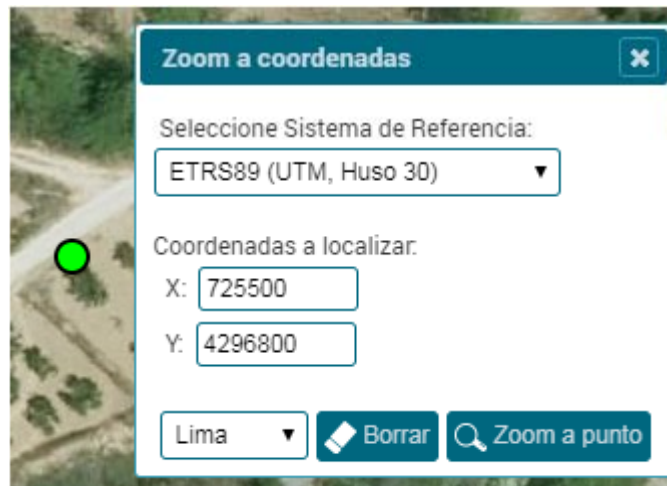 Zoom a coordenadas
Seleccione Sistema de Referencia:
ETRS89 (UTM, Huso 30)
Coordenadas a localizar:
X: 725500
Y: 4296800
Lima Borrar Zoom a punto